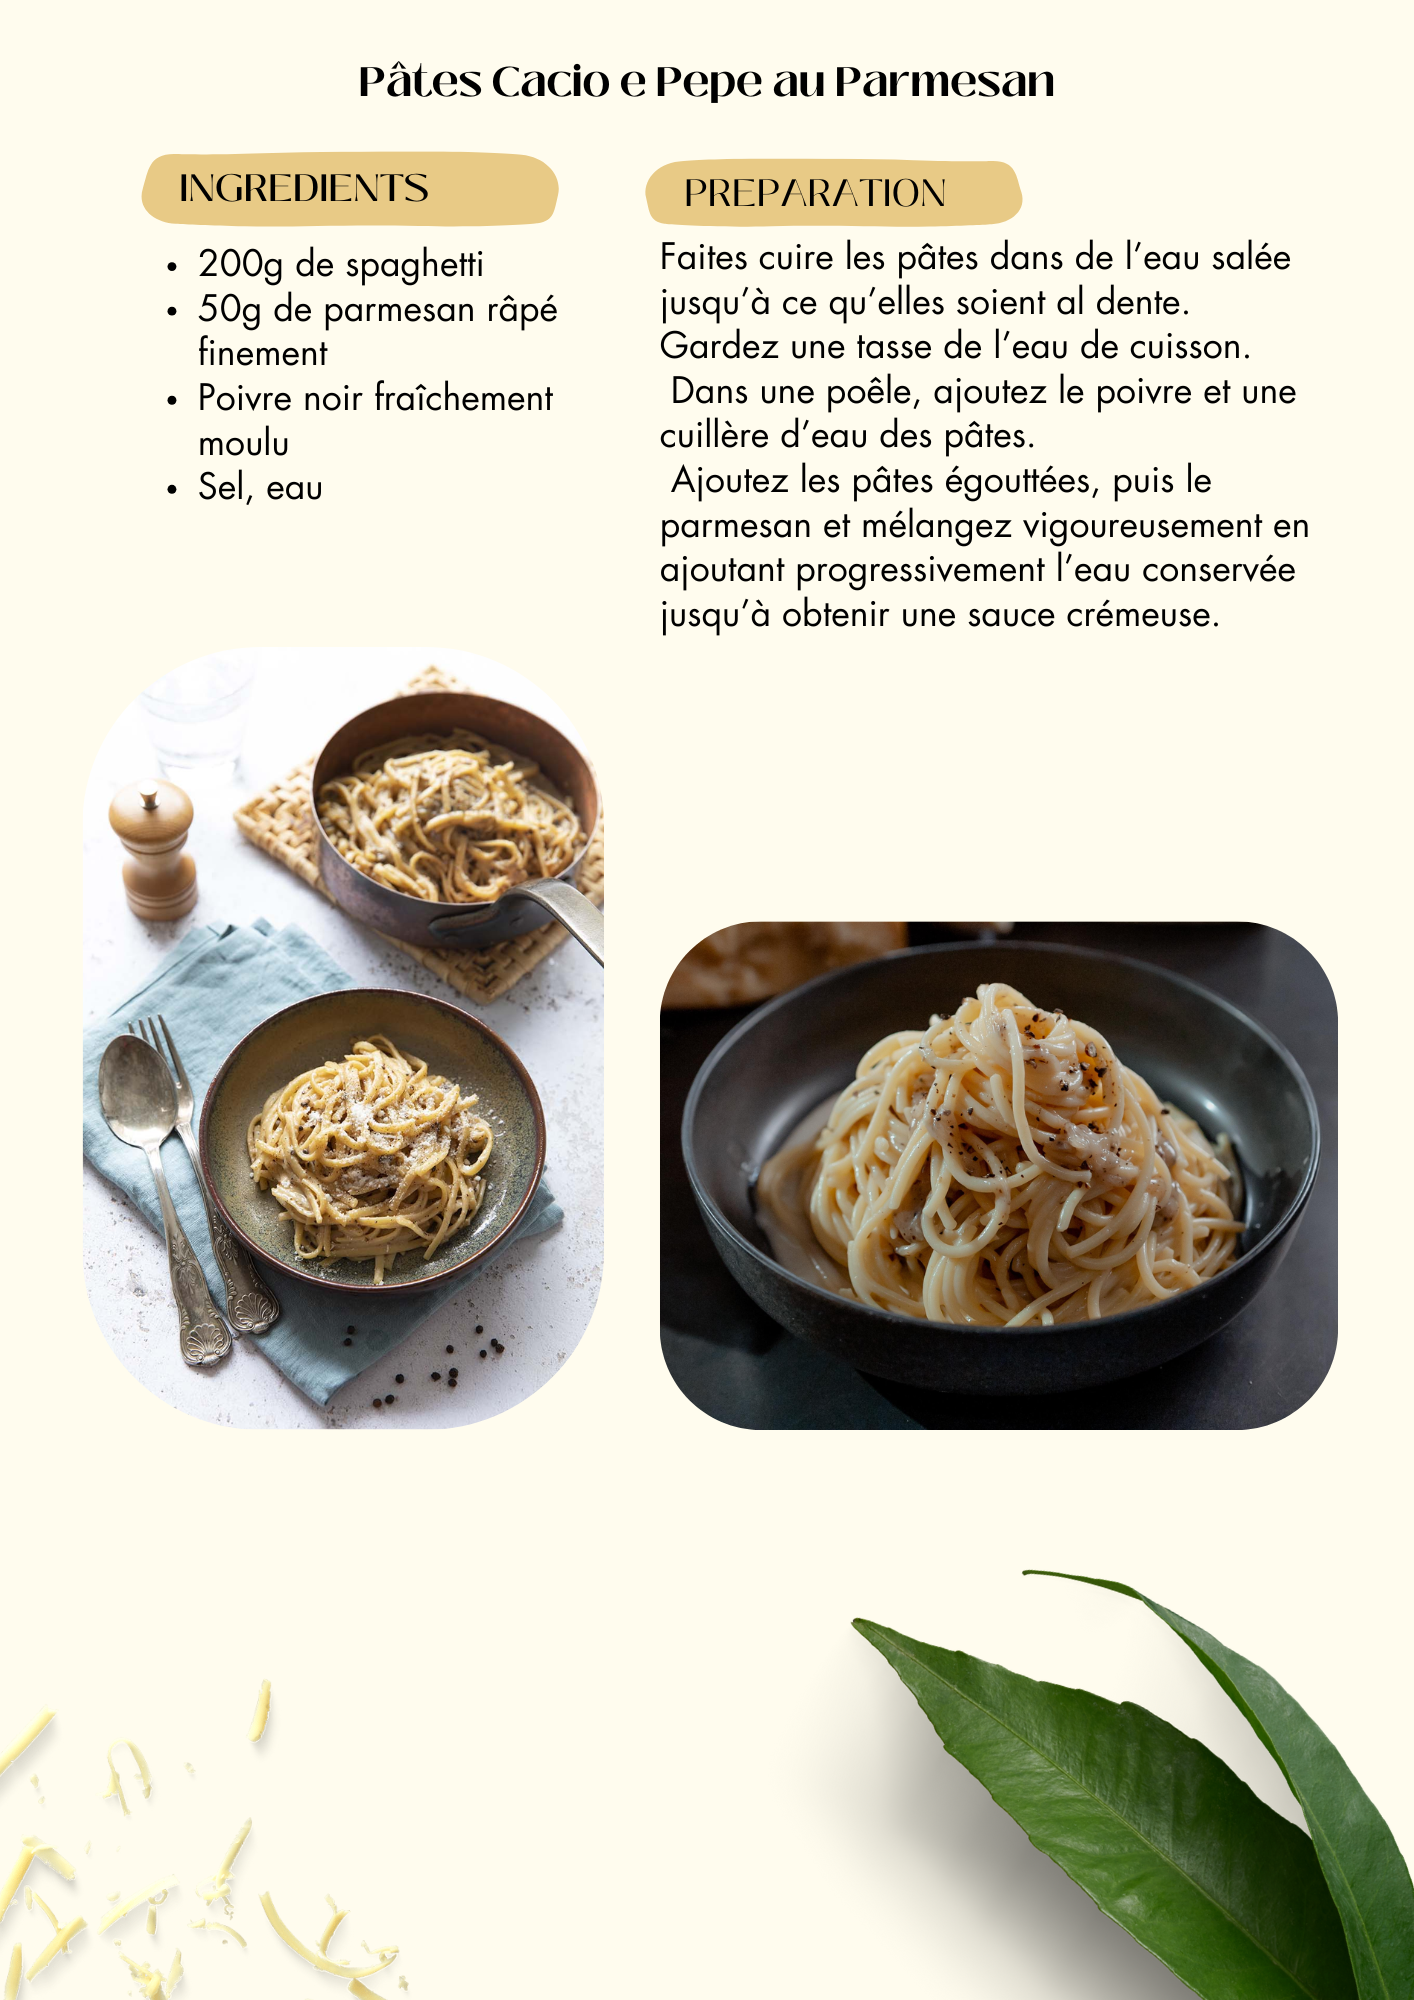 Pâtes Cacio e Pepe au Parmesan
INGREDIENTS
• 200g de spaghetti
• 50g de parmesan râpé
finement
• Poivre noir fraîchement
moulu
• Sel, eau
PREPARATION
Faites cuire les pâtes dans de l’eau salée
jusqu’à ce qu’elles soient al dente.
Gardez une tasse de l’eau de cuisson.
Dans une poêle, ajoutez le poivre et une
cuillère d’eau des pâtes.
Ajoutez les pâtes égouttées, puis le
parmesan et mélangez vigoureusement en
ajoutant progressivement l’eau conservée
jusqu’à obtenir une sauce crémeuse.